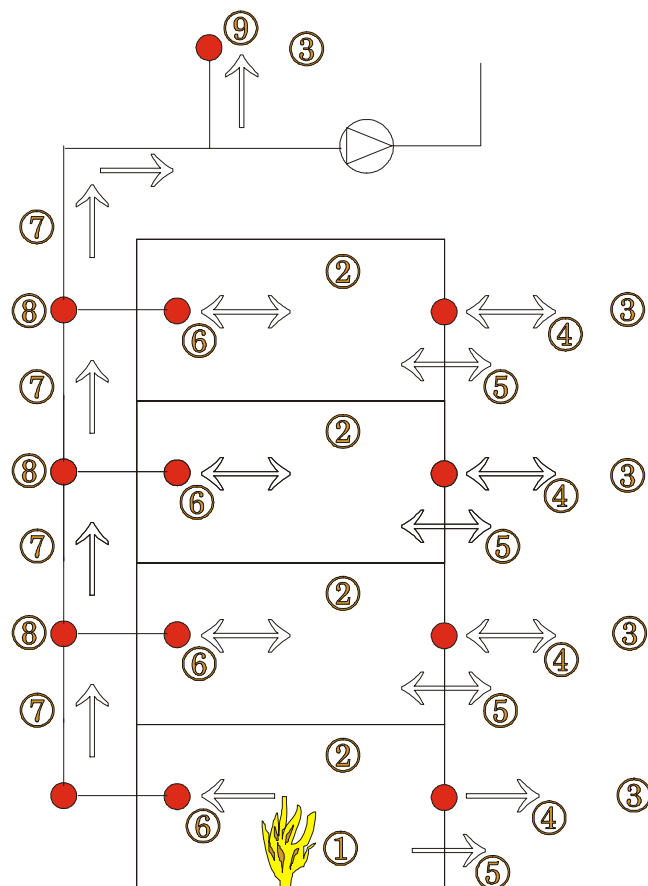 ⑨ ③
⑦
②
⑧ ⑥ ④ ③
⑦ ⑤
②
⑧ ⑥ ④ ③
⑦ ⑤
②
⑧ ⑥ ④ ③
⑦ ⑤
②
⑥ ④ ③
① ⑤